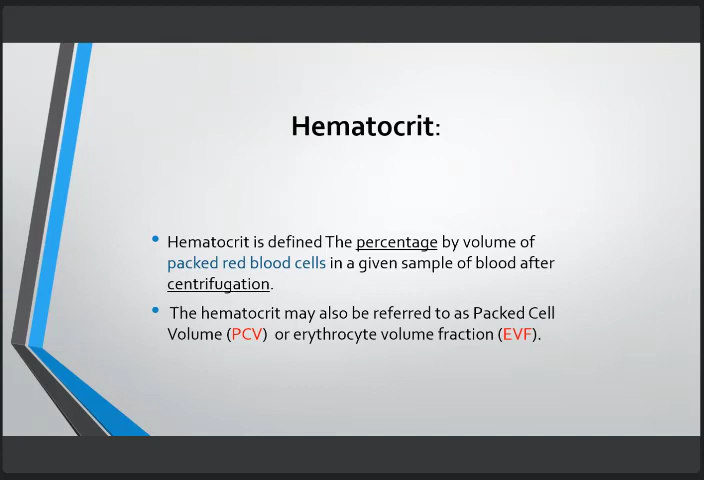 Hematocrit:
Hematocrit is defined The percentage by volume of
packed red blood cells in a given sample of blood after
centrifugation.
The hematocrit may also be referred to as Packed Cell
Volume (PCV) or erythrocyte volume fraction (EVF).